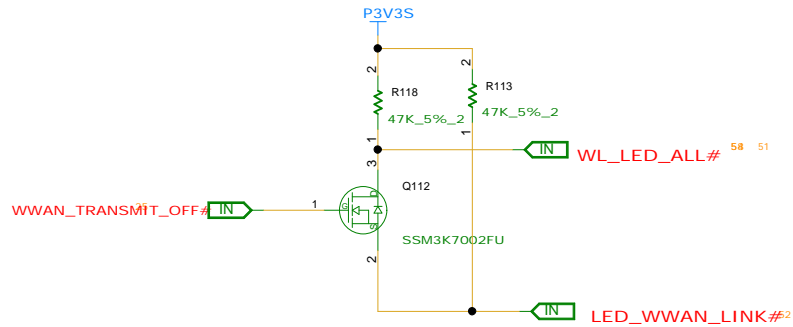 P3V3S
2
2
R118
R113
47K_5%_2
47K_5%_2
1
1
IN
WL_LED_ALL#
51
3
Q112
D
WWAN_TRANSMIT_OFF#
IN
1
G
S
SSM3K7002FU
2
IN
LED_WWAN_LINK#
52